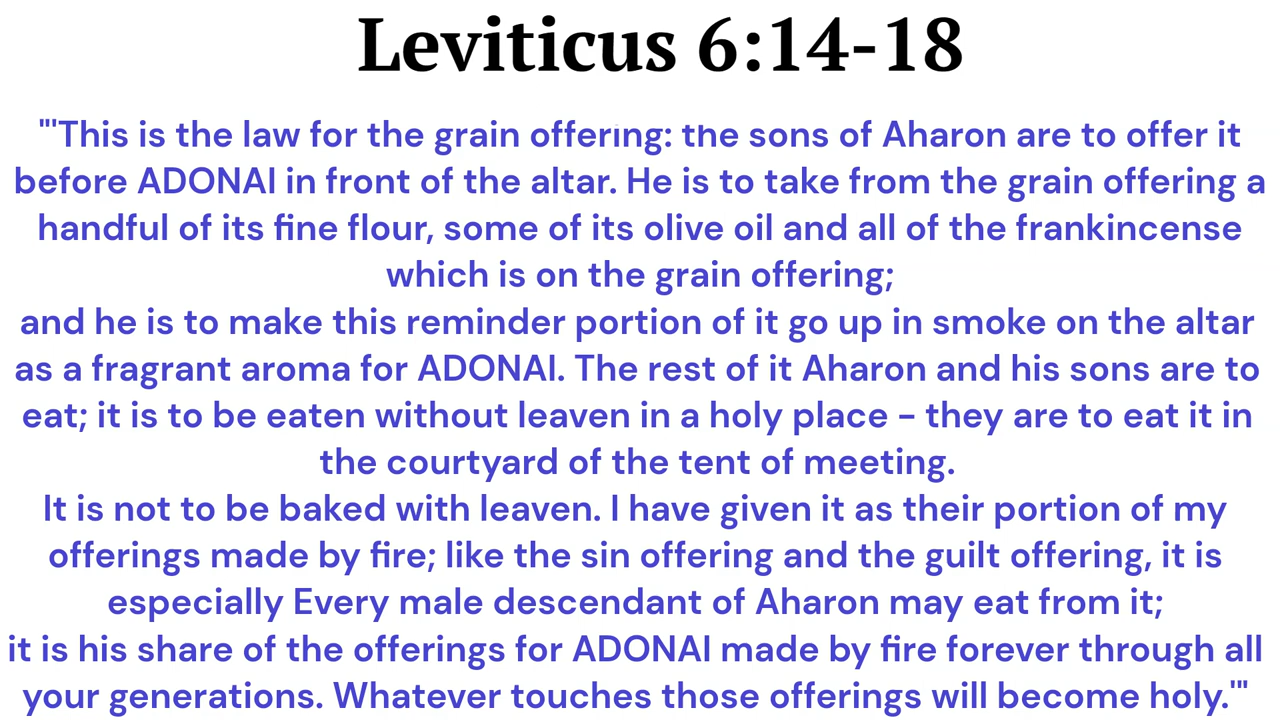 Leviticus 6:14-18
"'This is the law for the grain offering: the sons of Aharon are to offer it
before ADONAI in front of the altar. He is to take from the grain offering a
handful of its fine flour, some of its olive oil and all of the frankincense
which is on the grain offering;
and he is to make this reminder portion of it go up in smoke on the altar
as a fragrant aroma for ADONAI. The rest of it Aharon and his sons are to
eat; it is to be eaten without leaven in a holy place – they are to eat it in
the courtyard of the tent of meeting.
It is not to be baked with leaven. I have given it as their portion of my
offerings made by fire; like the sin offering and the guilt offering, it is
especially Every male descendant of Aharon may eat from it;
it is his share of the offerings for ADONAI made by fire forever through all
your generations. Whatever touches those offerings will become holy.'"